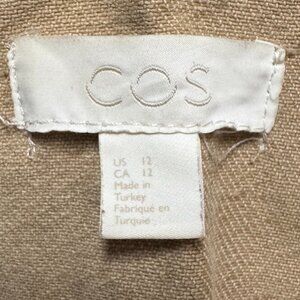 COS
US 12
CA 12
Made in
Turkey
Fabriqué en
Turquie